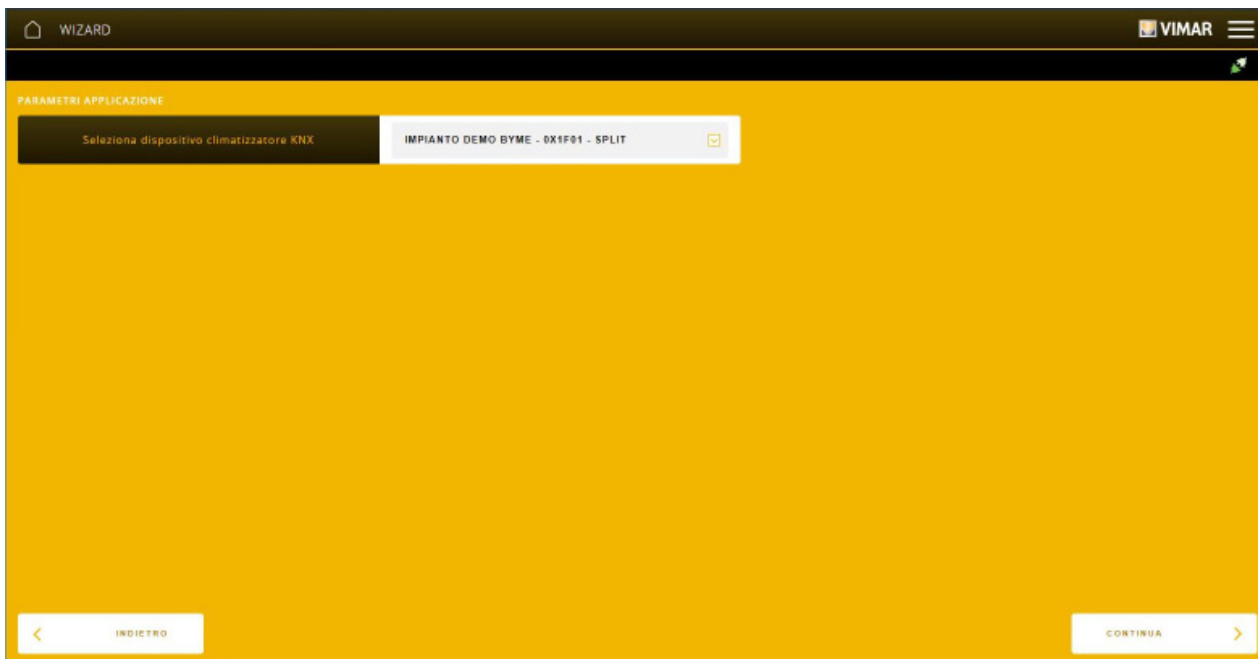 WIZARD
VIMAR
PARAMETRI APPLICAZIONE
Seleziona dispositivo climatizzatore KNX
IMPIANTO DEMO BYME - 0X1F01 - SPLIT
INDIETRO
CONTINUA